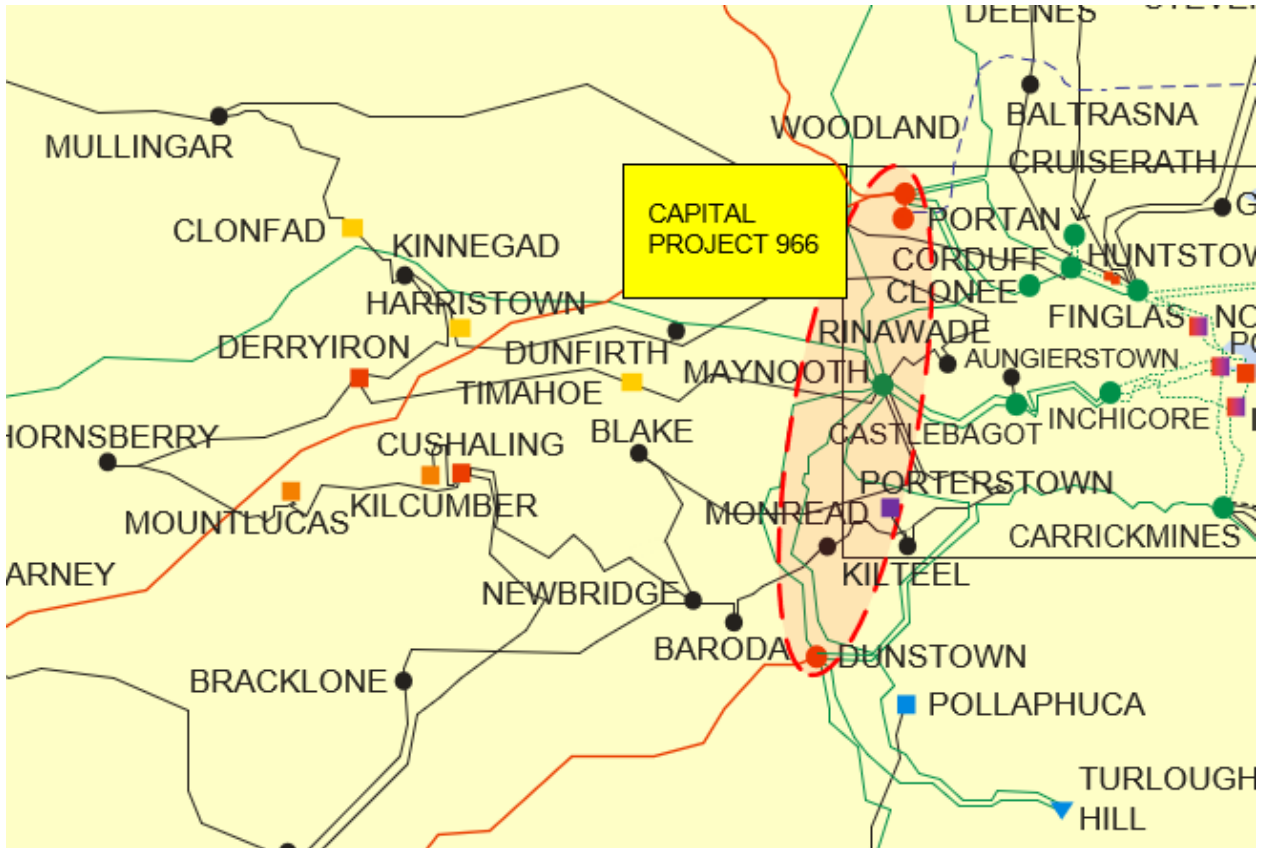 DEENES
WOODLAND
BALTRASNA
MULLINGAR
CRUISERATH
CAPITAL
PROJECT 966
PORTAN
CLONFAD
KINNEGAD
CORDUFF
CLONEE
HARRISTOWN
FINGLAS
RINAWADE
DERRYIRON
DUNFIRTH
AUNGIERSTOWN
MAYNOOTH
TIMAHOE
INCHICORE
CASTLEBAGOT
HORNSBERRY
CUSHALING
BLAKE
PORTERSTOWN
KILCUMBER
MONREAD
MOUNTLUCAS
CARRICKMINES
ARNEY
KILTEEL
NEWBRIDGE
BARODA
DUNSTOWN
BRACKLONE
POLLAPHUCA
TURLOUGH
HILL